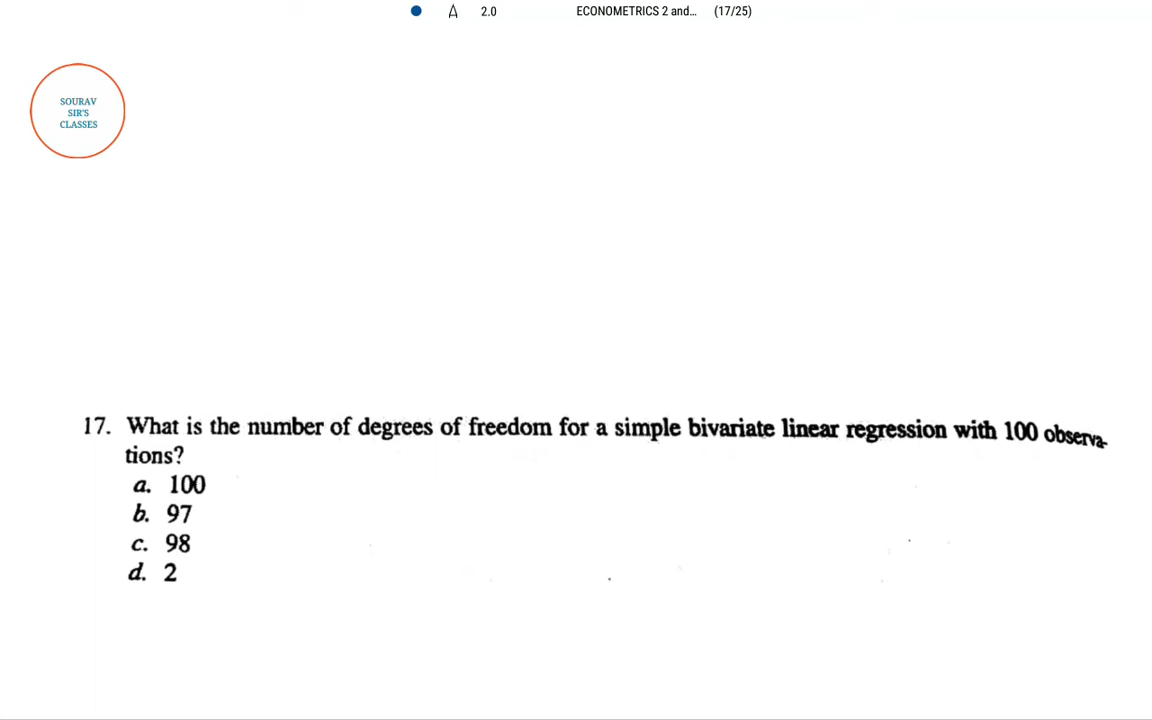 2.0 ECONOMETRICS 2 and... (17/25)
SOURAV
SIR'S
CLASSES
17. What is the number of degrees of freedom for a simple bivariate linear regression with 100 observa-
tions?
a. 100
b. 97
c. 98
d. 2